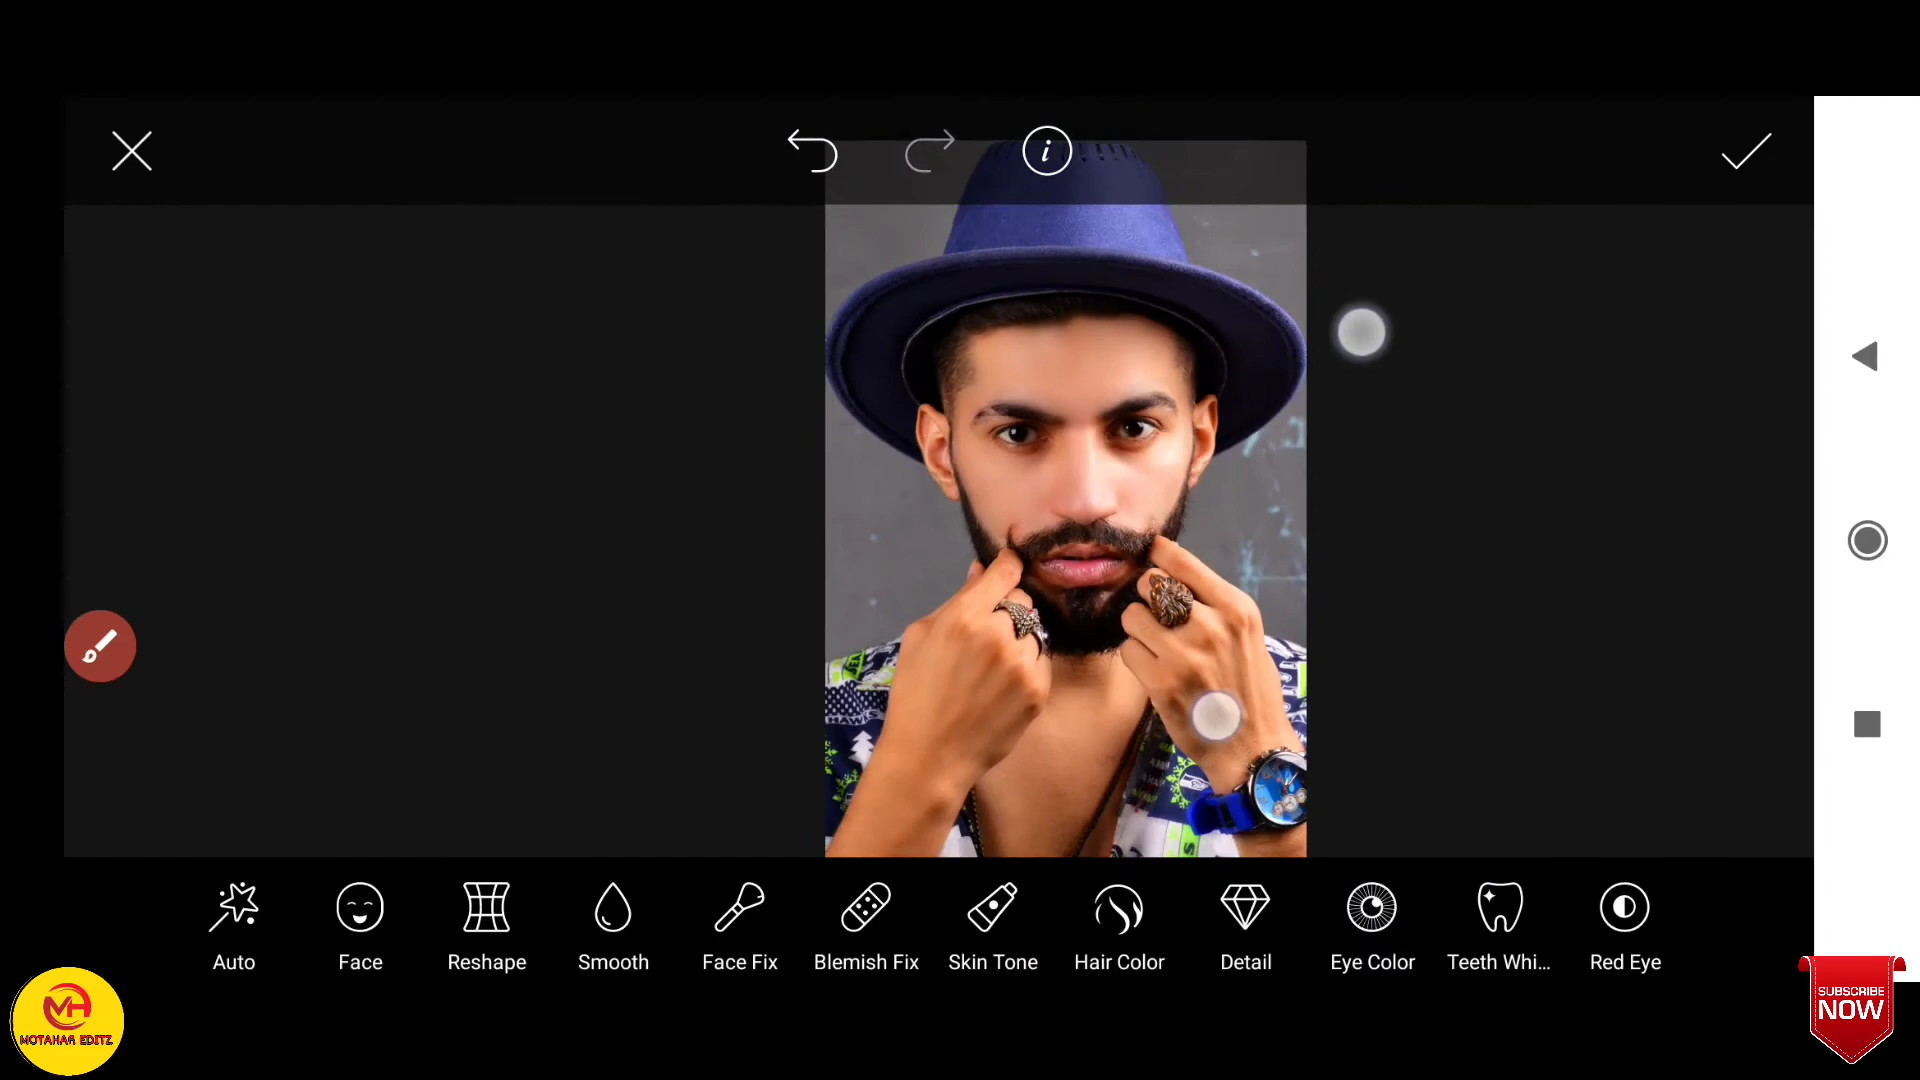 Auto
Face
Reshape
Smooth
Face Fix
Blemish Fix
Skin Tone
Hair Color
Detail
Eye Color
Teeth Whi...
Red Eye
MH
MOTAHAR EDITZ
SUBSCRIBE
NOW